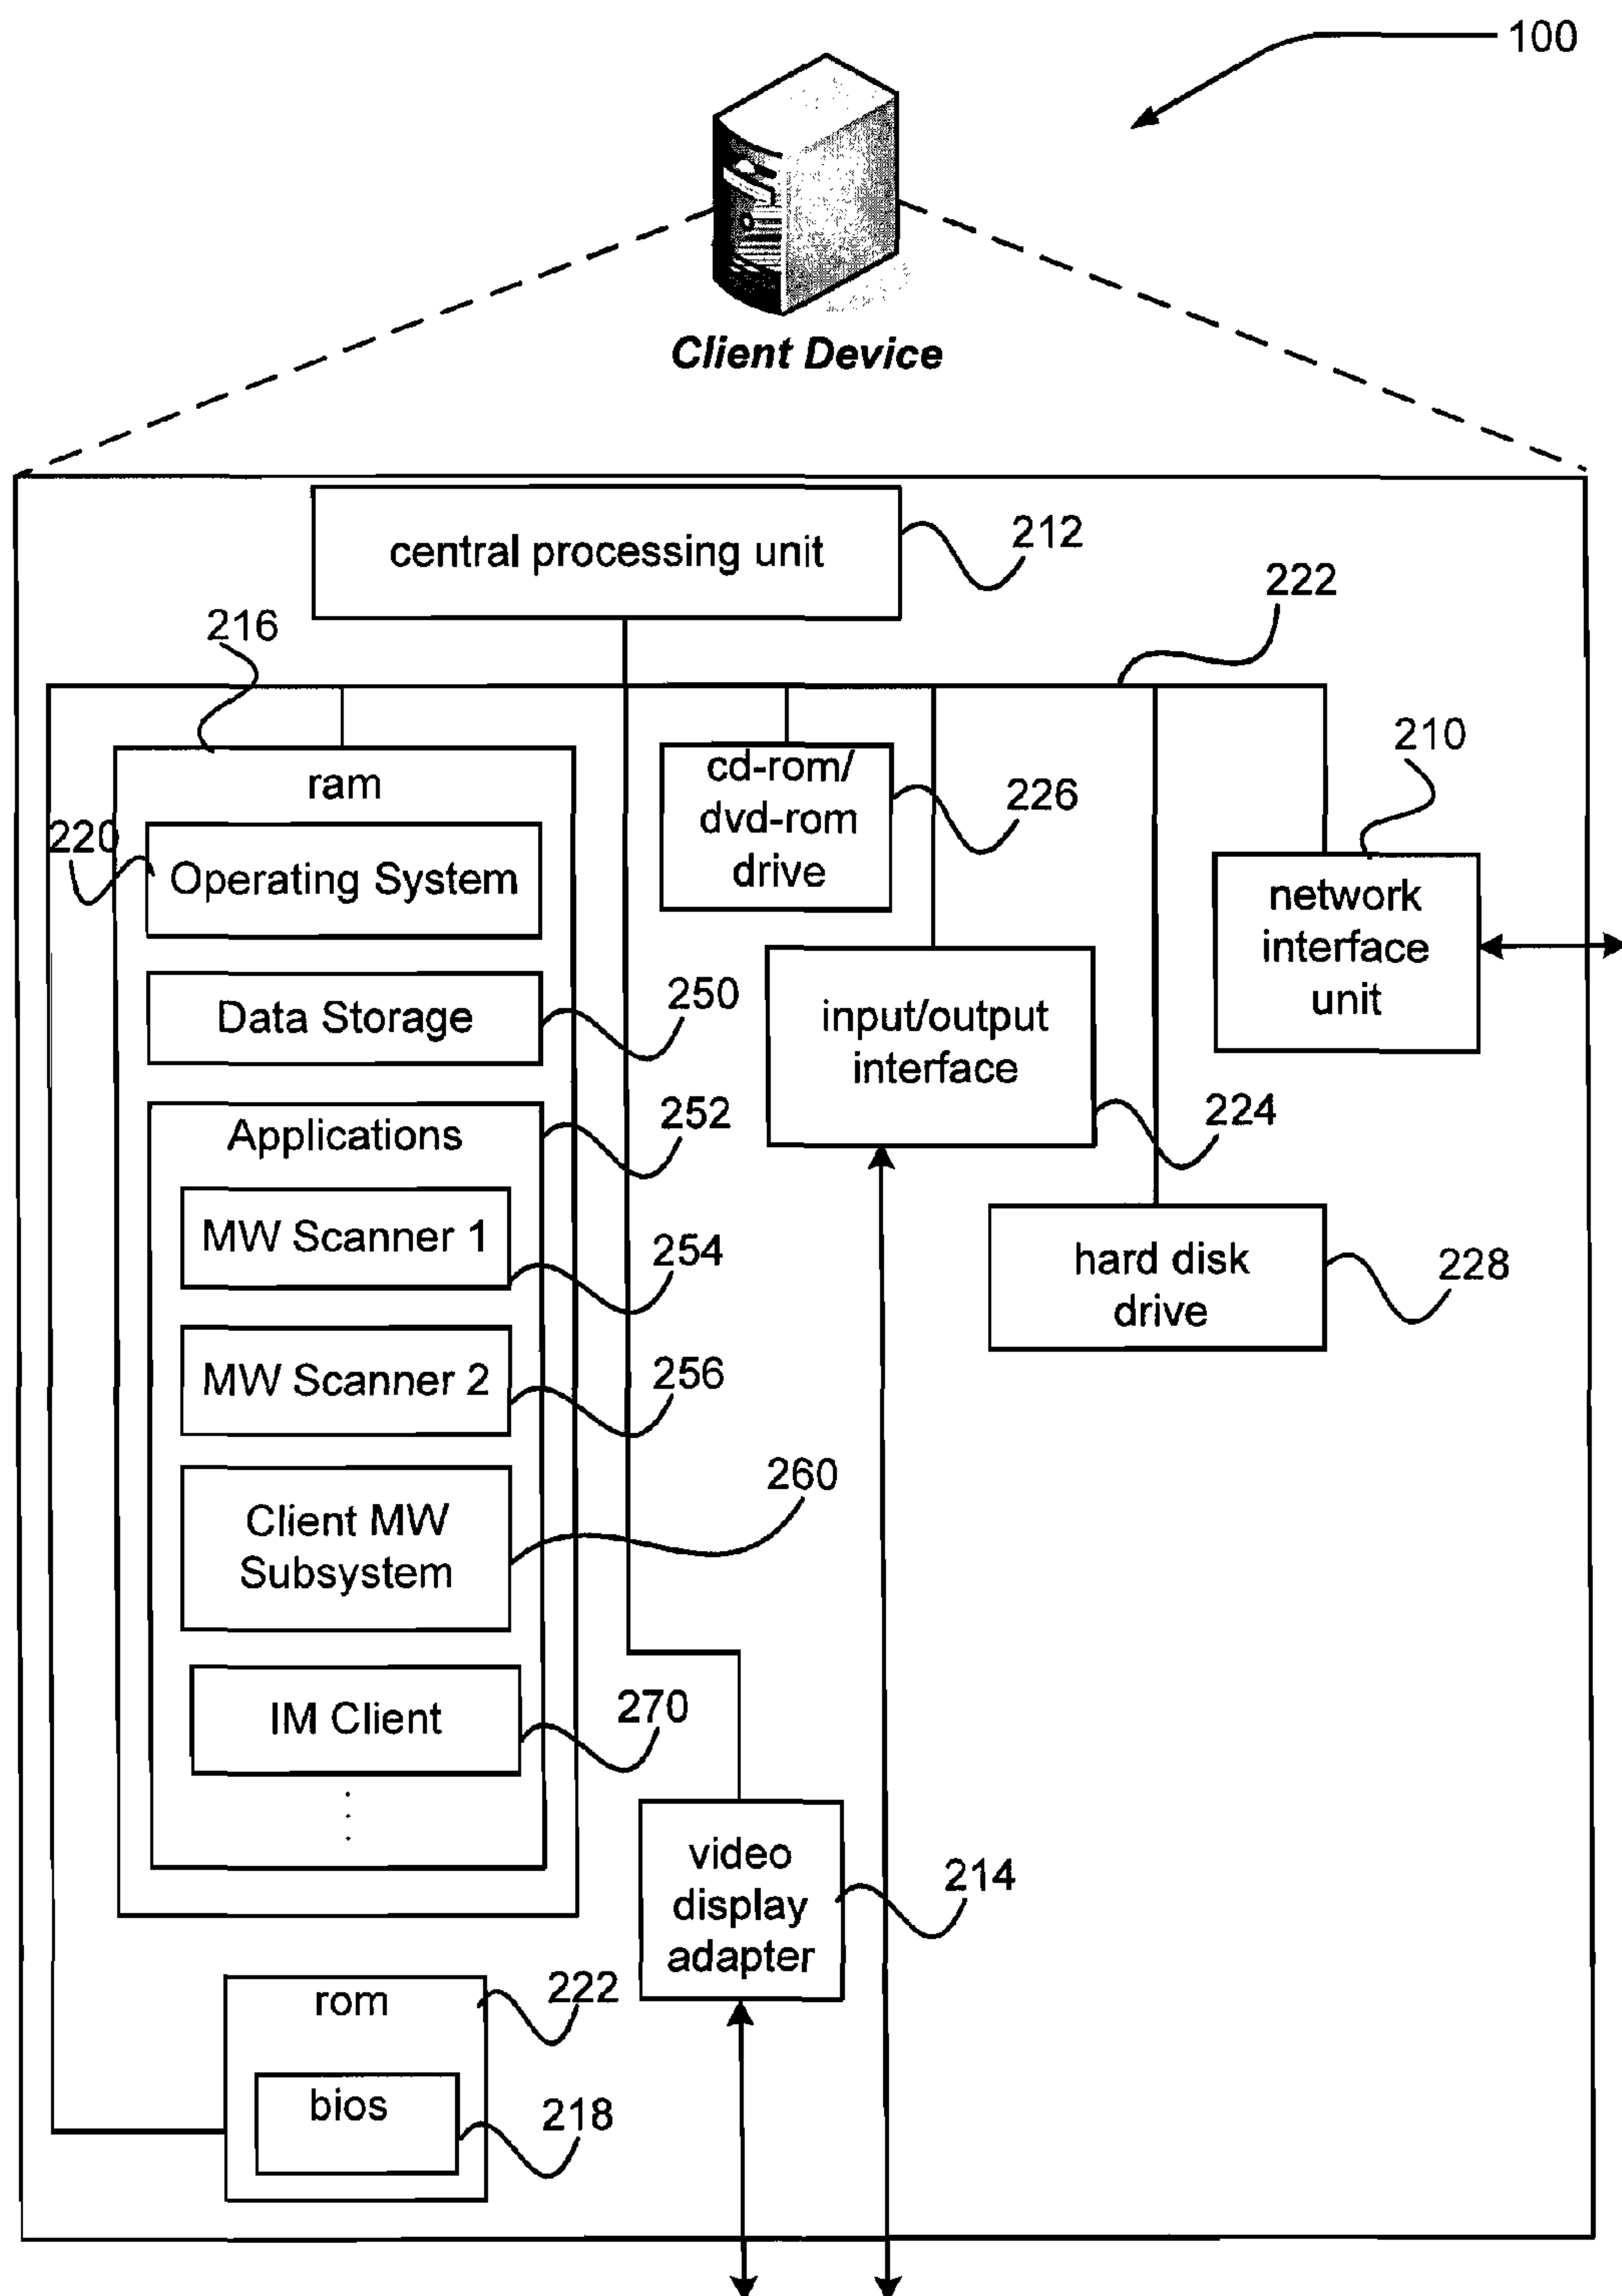 100
Client Device
central processing unit
212
222
216
210
ram
cd-rom/
dvd-rom
drive
226
220
Operating System
network
interface
unit
Data Storage
250
input/output
interface
224
Applications
252
MW Scanner 1
254
hard disk
drive
228
MW Scanner 2
256
Client MW
Subsystem
260
IM Client
270
video
display
adapter
214
rom
222
bios
218